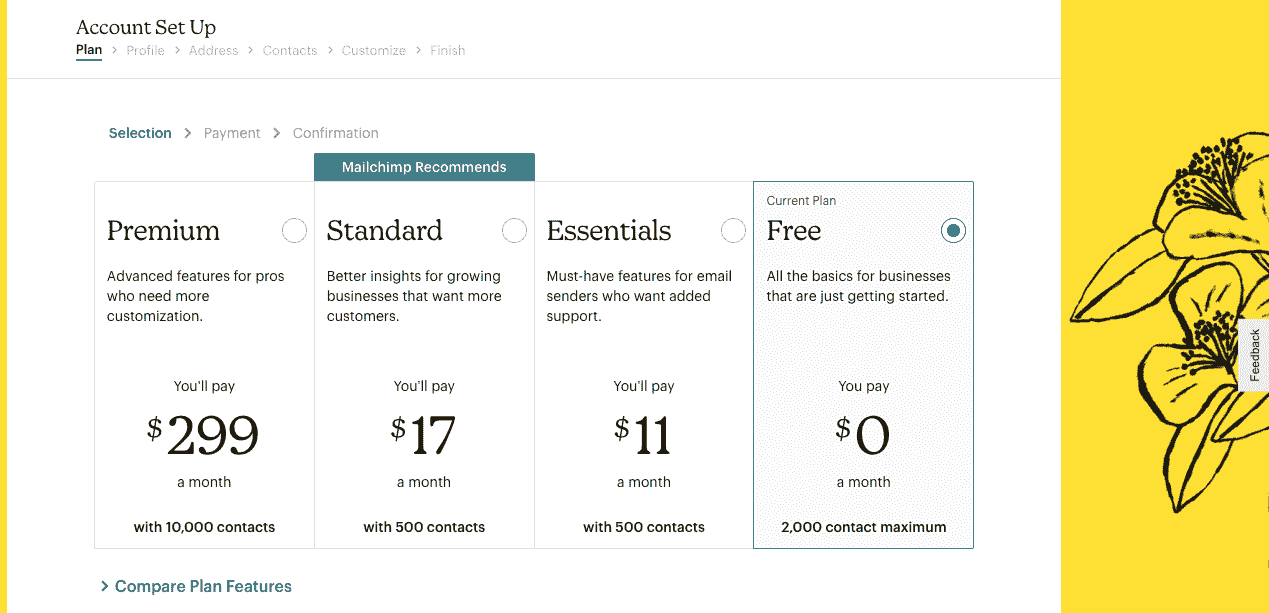 Account Set Up
Plan > Profile > Address > Contacts > Customize > Finish
Selection > Payment > Confirmation
Mailchimp Recommends
Premium
Advanced features for pros
who need more
customization.
You'll pay
$299
a month
with 10,000 contacts
Standard
Better insights for growing
businesses that want more
customers.
You'll pay
$17
a month
with 500 contacts
Essentials
Must-have features for email
senders who want added
support.
You'll pay
$11
a month
with 500 contacts
Current Plan
Free
All the basics for businesses
that are just getting started.
You pay
$0
a month
2,000 contact maximum
> Compare Plan Features
Feedback